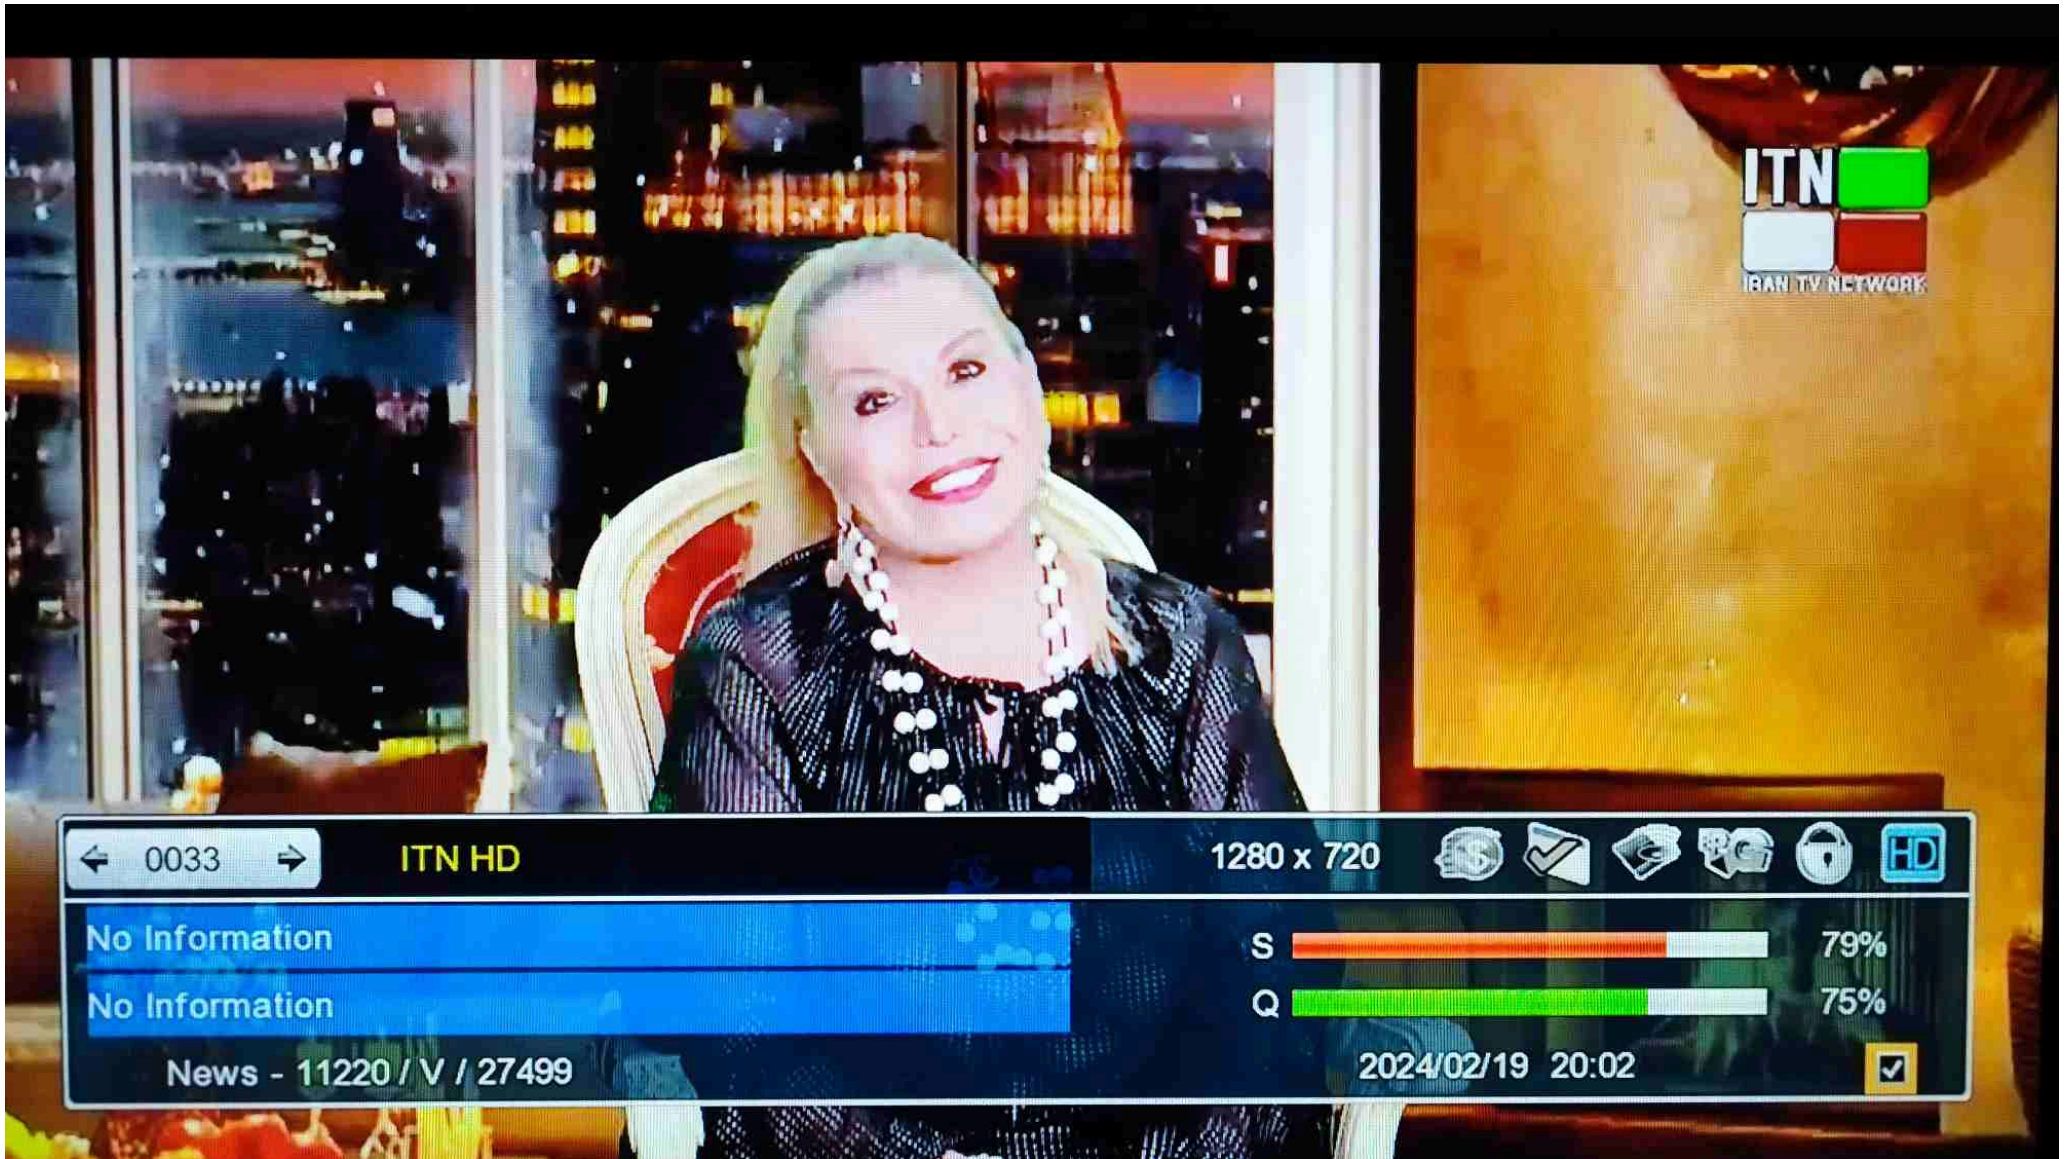 ITN
IRAN TV NETWORK
0033 ITN HD 1280 x 720 HD
No Information
S 79%
No Information
Q 75%
News - 11220 / V / 27499 2024/02/19 20:02